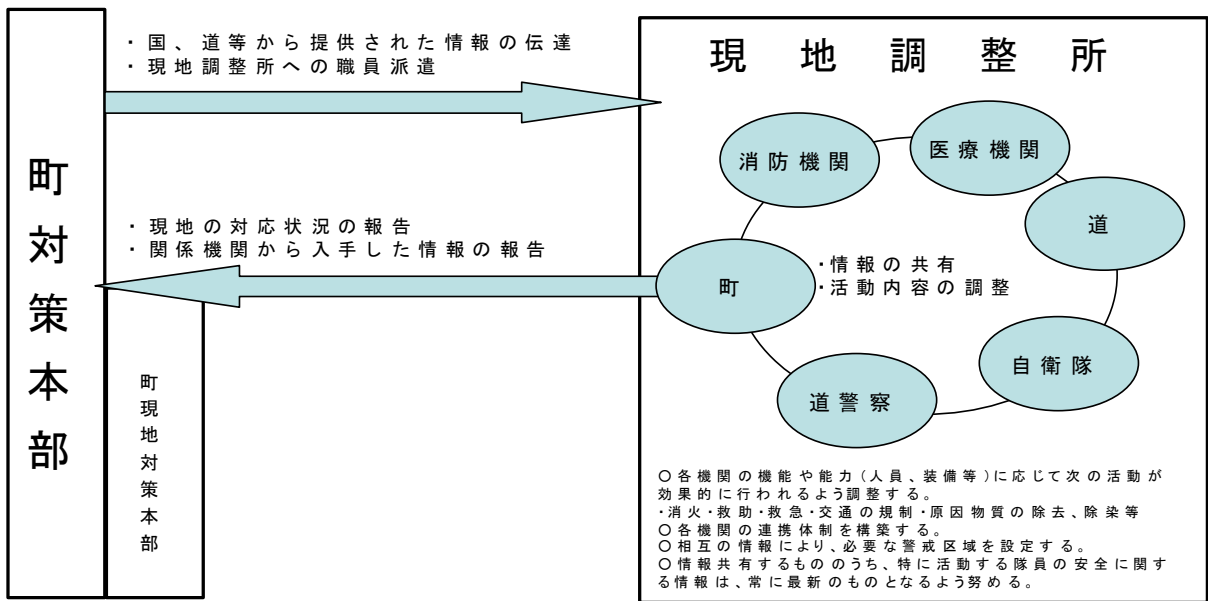 町対策本部
町現地対策本部
・国、道等から提供された情報の伝達
・現地調整所への職員派遣
・現地の対応状況の報告
・関係機関から入手した情報の報告
現地調整所
消防機関
医療機関
道
町
・情報の共有
・活動内容の調整
自衛隊
道警察
〇各機関の機能や能力(人員、装備等)に応じて次の活動が
効果的に行われるよう調整する。
・消火・救助・救急・交通の規制・原因物質の除去、除染等
〇各機関の連携体制を構築する。
〇相互の情報により、必要な警戒区域を設定する。
〇情報共有するもののうち、特に活動する隊員の安全に関す
る情報は、常に最新のものとなるよう努める。